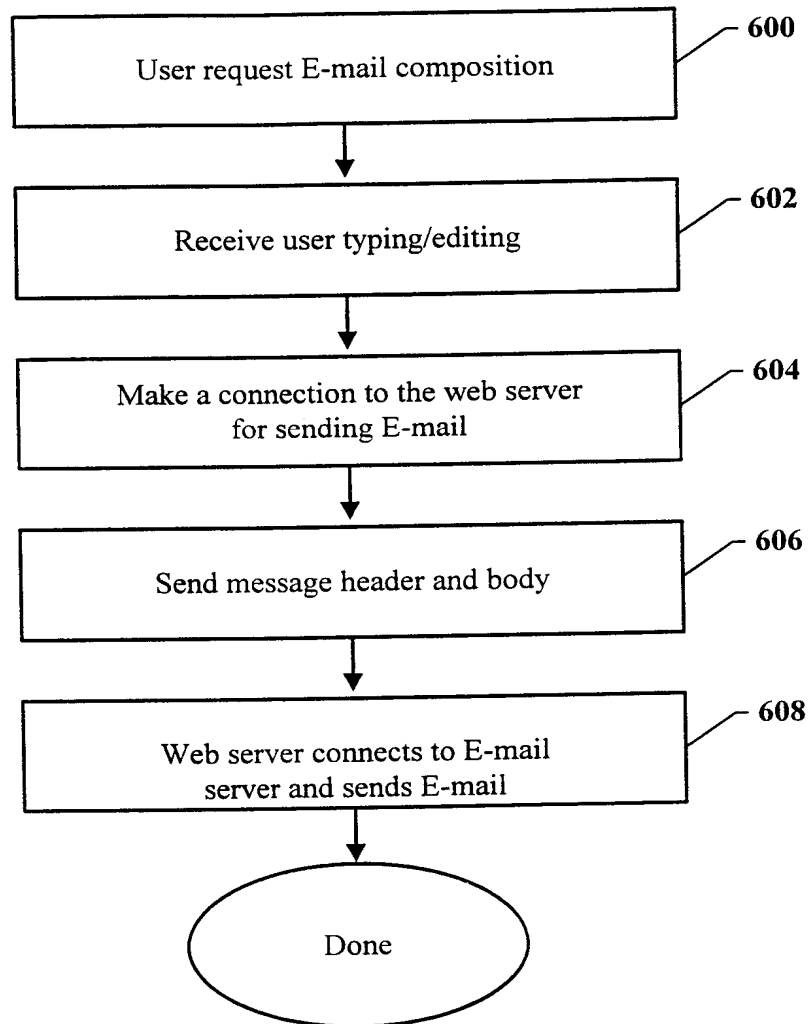 600
User request E-mail composition
602
Receive user typing/editing
604
Make a connection to the web server
for sending E-mail
606
Send message header and body
608
Web server connects to E-mail
server and sends E-mail
Done